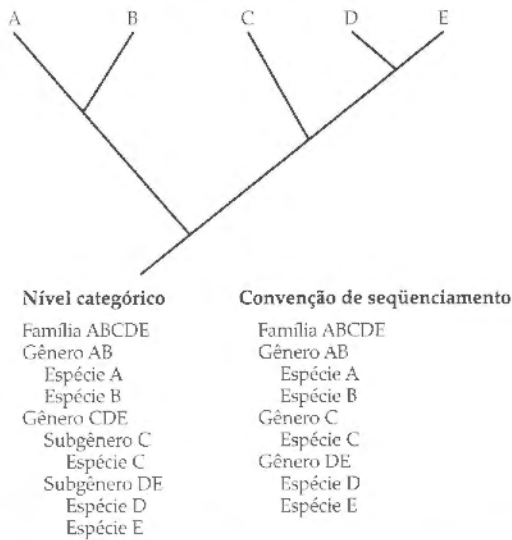 A B C D E
Nível categórico
Família ABCDE
Gênero AB
Espécie A
Espécie B
Gênero CDE
Subgênero C
Espécie C
Subgênero DE
Espécie D
Espécie E
Convenção de seqüenciamento
Família ABCDE
Gênero AB
Espécie A
Espécie B
Gênero C
Espécie C
Gênero DE
Espécie D
Espécie E